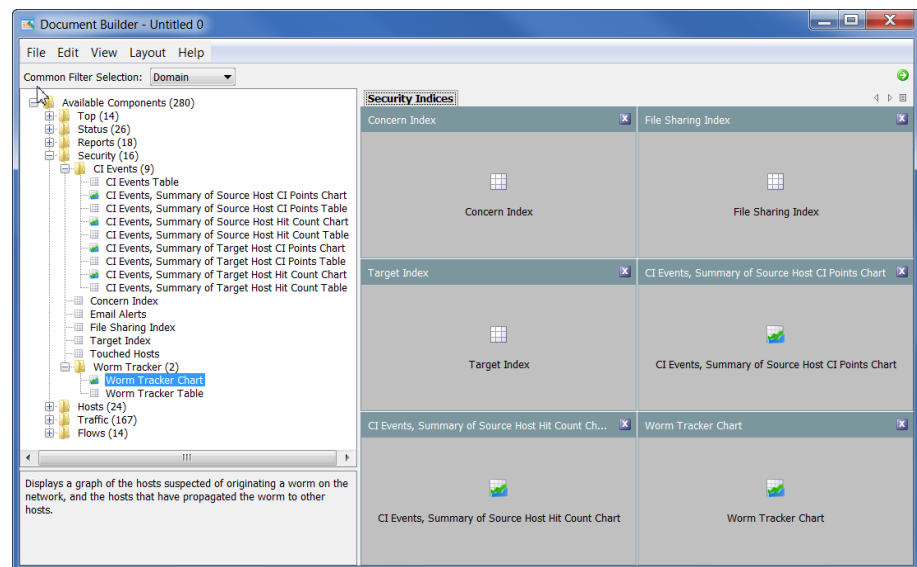 Document Builder - Untitled 0
File Edit View Layout Help
Common Filter Selection: Domain
Available Components (280)
Top (14)
Status (26)
Reports (18)
Security (16)
CI Events (9)
CI Events Table
CI Events, Summary of Source Host CI Points Chart
CI Events, Summary of Source Host CI Points Table
CI Events, Summary of Source Host Hit Count Chart
CI Events, Summary of Source Host Hit Count Table
CI Events, Summary of Target Host CI Points Chart
CI Events, Summary of Target Host CI Points Table
CI Events, Summary of Target Host Hit Count Chart
CI Events, Summary of Target Host Hit Count Table
Concern Index
Email Alerts
File Sharing Index
Target Index
Touched Hosts
Worm Tracker (2)
Worm Tracker Chart
Worm Tracker Table
Hosts (24)
Traffic (167)
Flows (14)
Displays a graph of the hosts suspected of originating a worm on the
network, and the hosts that have propagated the worm to other
hosts.
Security Indices
Concern Index
Concern Index
File Sharing Index
File Sharing Index
Target Index
Target Index
CI Events, Summary of Source Host CI Points Chart
CI Events, Summary of Source Host CI Points Chart
CI Events, Summary of Source Host Hit Count Ch...
CI Events, Summary of Source Host Hit Count Chart
Worm Tracker Chart
Worm Tracker Chart